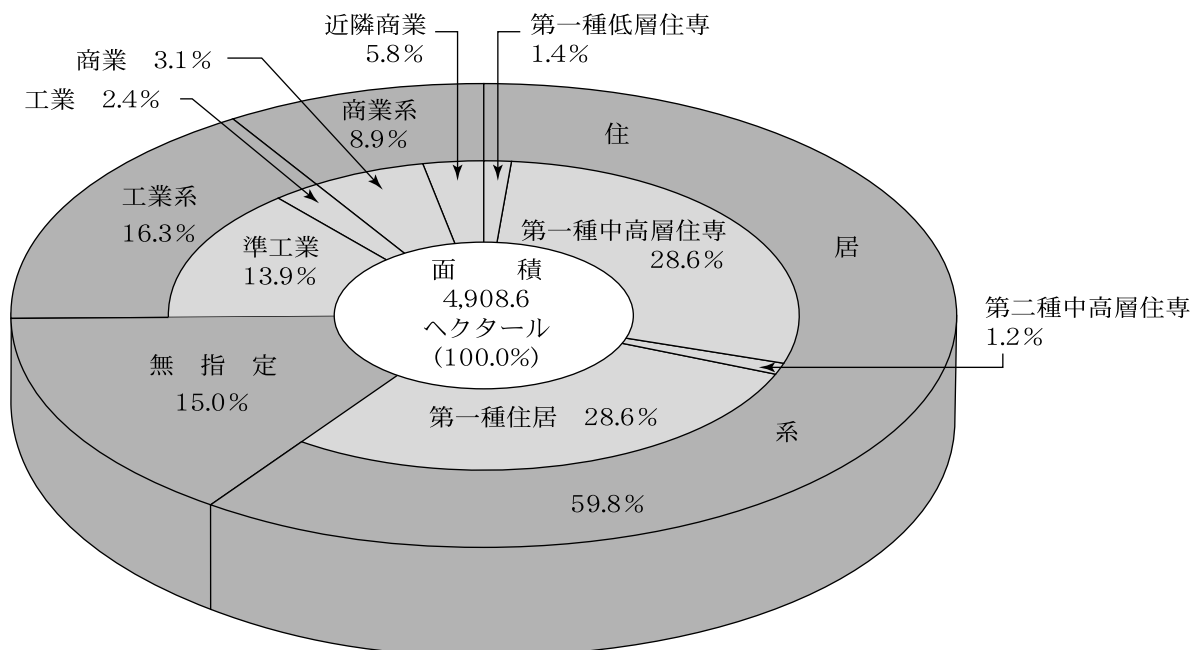 近隣商業
5.8%
第一種低層住専
1.4%
商業 3.1%
工業 2.4%
商業系
8.9%
住
工業系
16.3%
準工業
13.9%
第一種中高層住専
28.6%
居
面 積
4,908.6
ヘクタール
(100.0%)
第二種中高層住専
1.2%
無 指 定
15.0%
第一種住居 28.6%
系
59.8%